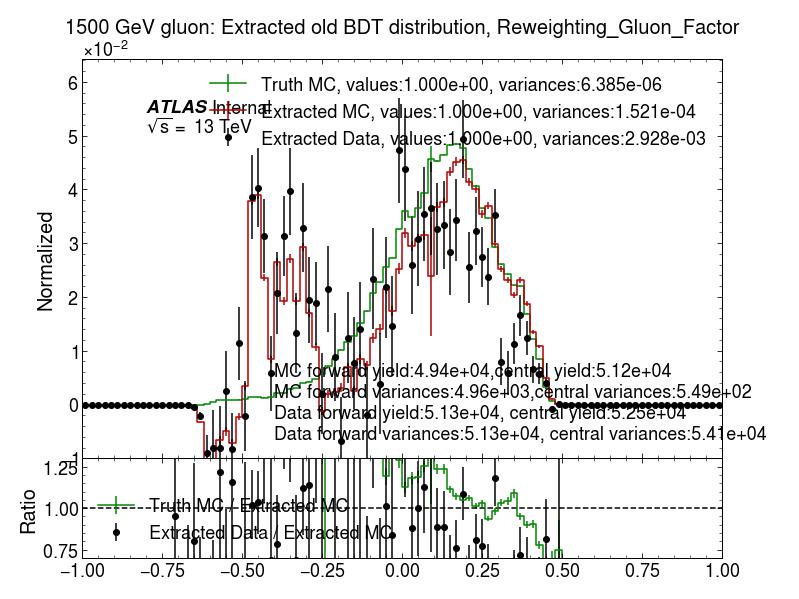 1500 GeV gluon: Extracted old BDT distribution, Reweighting_Gluon_Factor
×10⁻²
Truth MC, values:1.000e+00, variances:6.385e-06
ATLAS Internal
Extracted MC, values:1.000e+00, variances:1.521e-04
√s = 13 TeV
Extracted Data, values:1.000e+00, variances:2.928e-03
6
5
4
3
2
1
0
1
Normalized
MC forward yield:4.94e+04,central yield:5.12e+04
MC forward variances:4.96e+03,central variances:5.49e+02
Data forward yield:5.13e+04, central yield:5.25e+04
Data forward variances:5.13e+04, central variances:5.41e+04
1.25
1.00
0.75
Ratio
Truth MC / Extracted MC
Extracted Data / Extracted MC
−1.00 −0.75 −0.50 −0.25 0.00 0.25 0.50 0.75 1.00